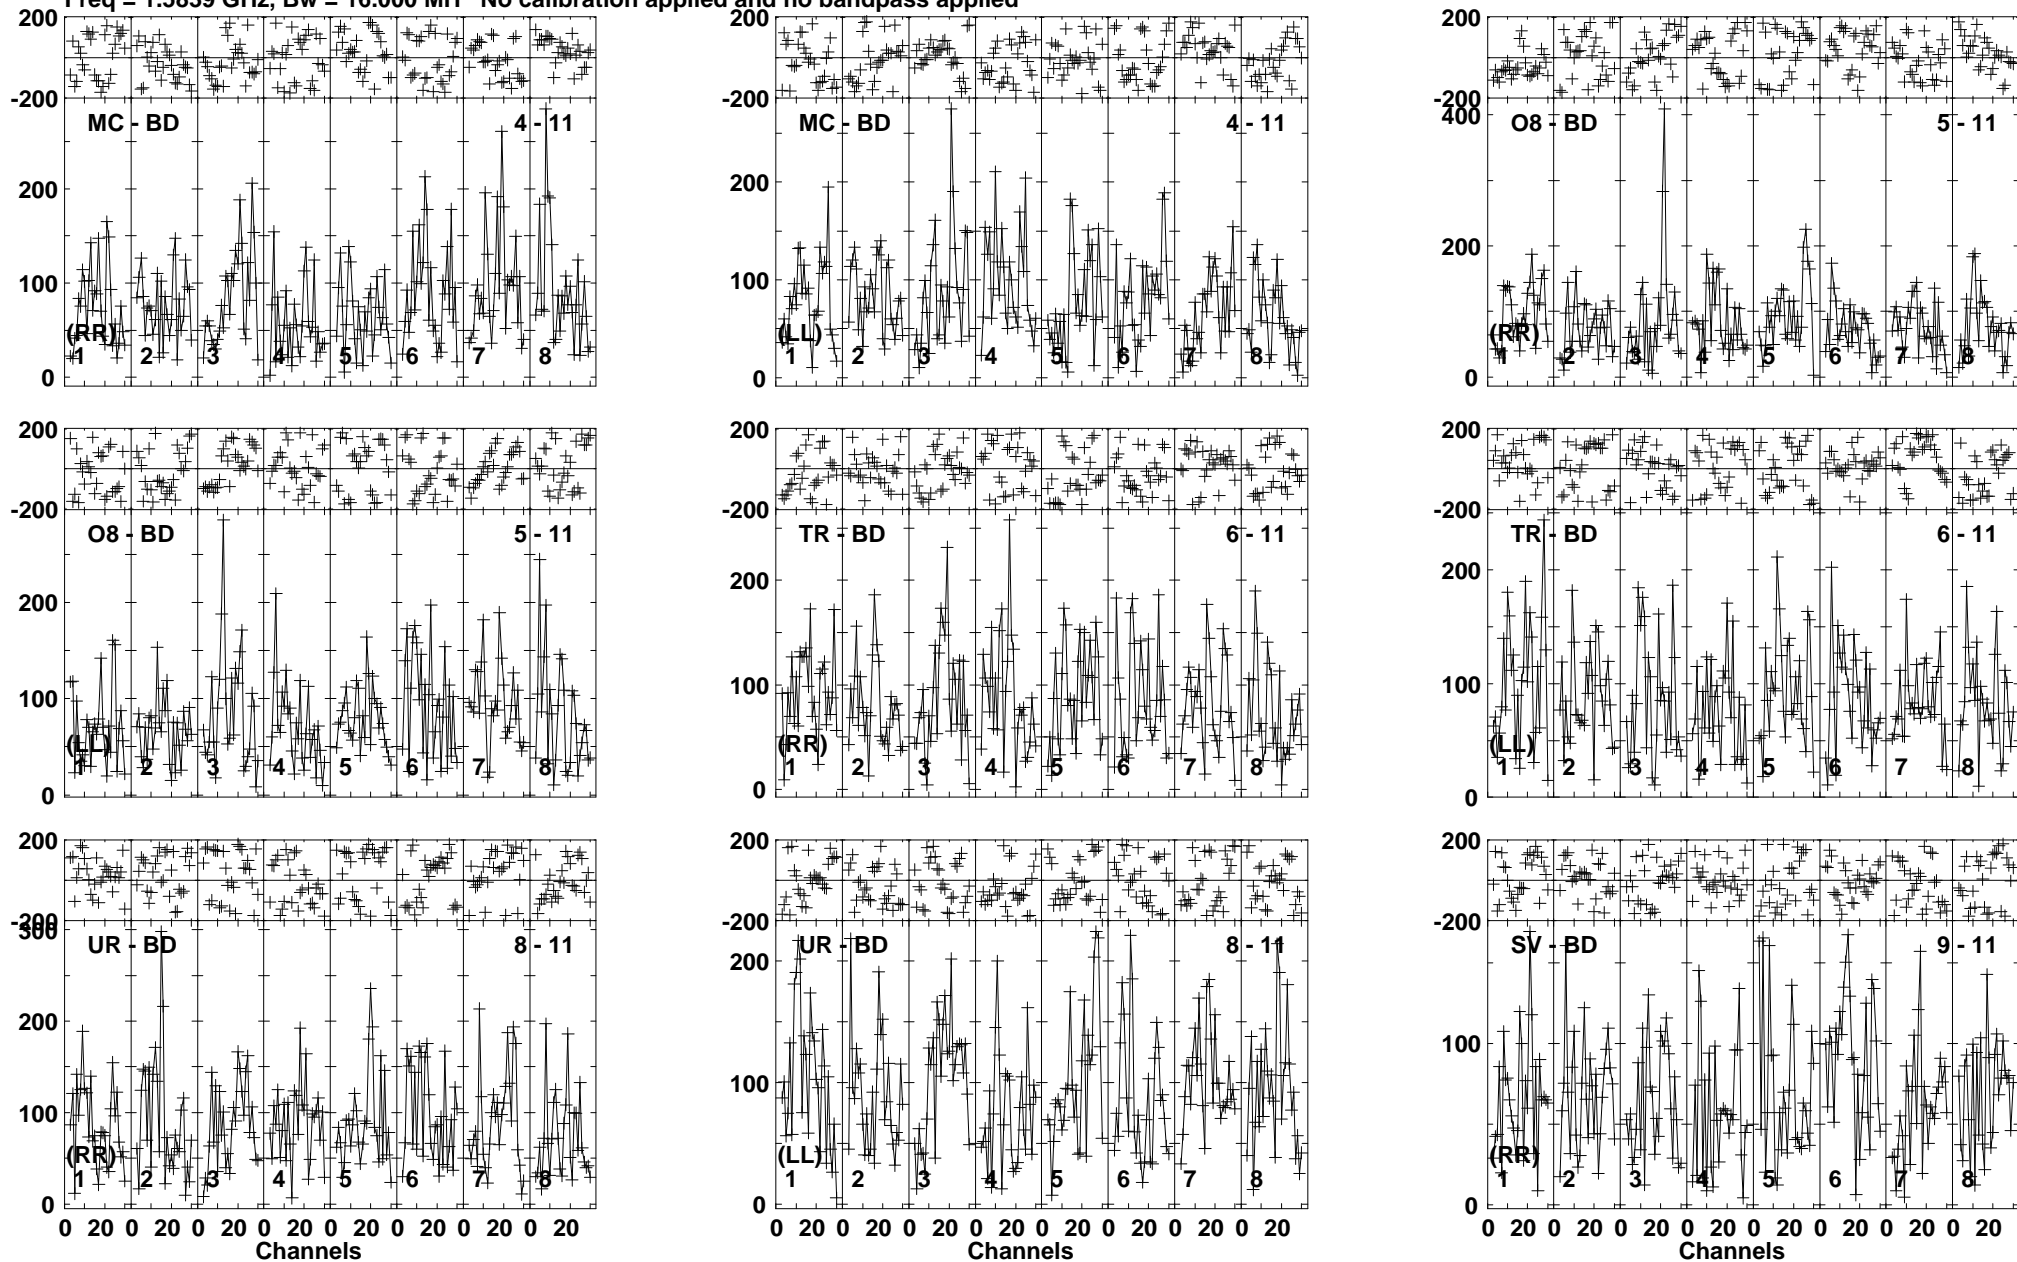 Freq = 1.5839 GHz, Bw = 16.000 MH No calibration applied and no bandpass applied
200 200 200
-200 -200 -200
MC - BD 4 - 11 MC - BD 4 - 11 O8 - BD 5 - 11
400
200 200 200
100 100
(RR) (LL) (RR)
1 2 3 4 5 6 7 8 1 2 3 4 5 6 7 8 1 2 3 4 5 6 7 8
0 0 0
200 200 200
-200 -200 -200
O8 - BD 5 - 11 TR - BD 6 - 11 TR - BD 6 - 11
200 200 200
100 100 100
(LL) (RR) (LL)
1 2 3 4 5 6 7 8 1 2 3 4 5 6 7 8 1 2 3 4 5 6 7 8
0 0 0
200 200 200
-200 -200 -200
300
UR - BD 8 - 11 UR - BD 8 - 11 SV - BD 9 - 11
200 200
100 100 100
(RR) (LL) (RR)
1 2 3 4 5 6 7 8 1 2 3 4 5 6 7 8 1 2 3 4 5 6 7 8
0 0 0
0 20 0 20 0 20 0 20 0 20 0 20 0 20 0 20 0 20 0 20 0 20 0 20 0 20 0 20 0 20 0 20 0 20 0 20 0 20 0 20 0 20 0 20 0 20 0 20
Channels Channels Channels